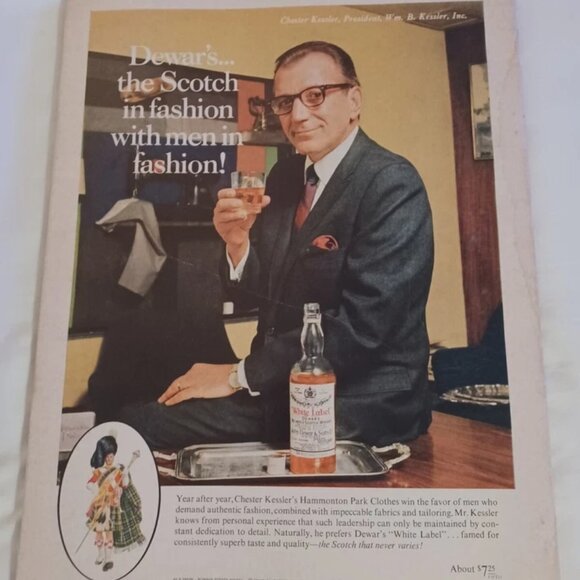 Chester Kessler, President, Wm. B. Kessler, Inc.
Dewar's...
the Scotch
in fashion
with men in
fashion!
"White Label"
DEWAR'S
John Dewar & Sons
Year after year, Chester Kessler's Hammonton Park Clothes win the favor of men who
demand authentic fashion, combined with impeccable fabrics and tailoring. Mr. Kessler
knows from personal experience that such leadership can only be maintained by con-
stant dedication to detail. Naturally, he prefers Dewar's "White Label"... famed for
consistently superb taste and quality—the Scotch that never varies!
About $7.25